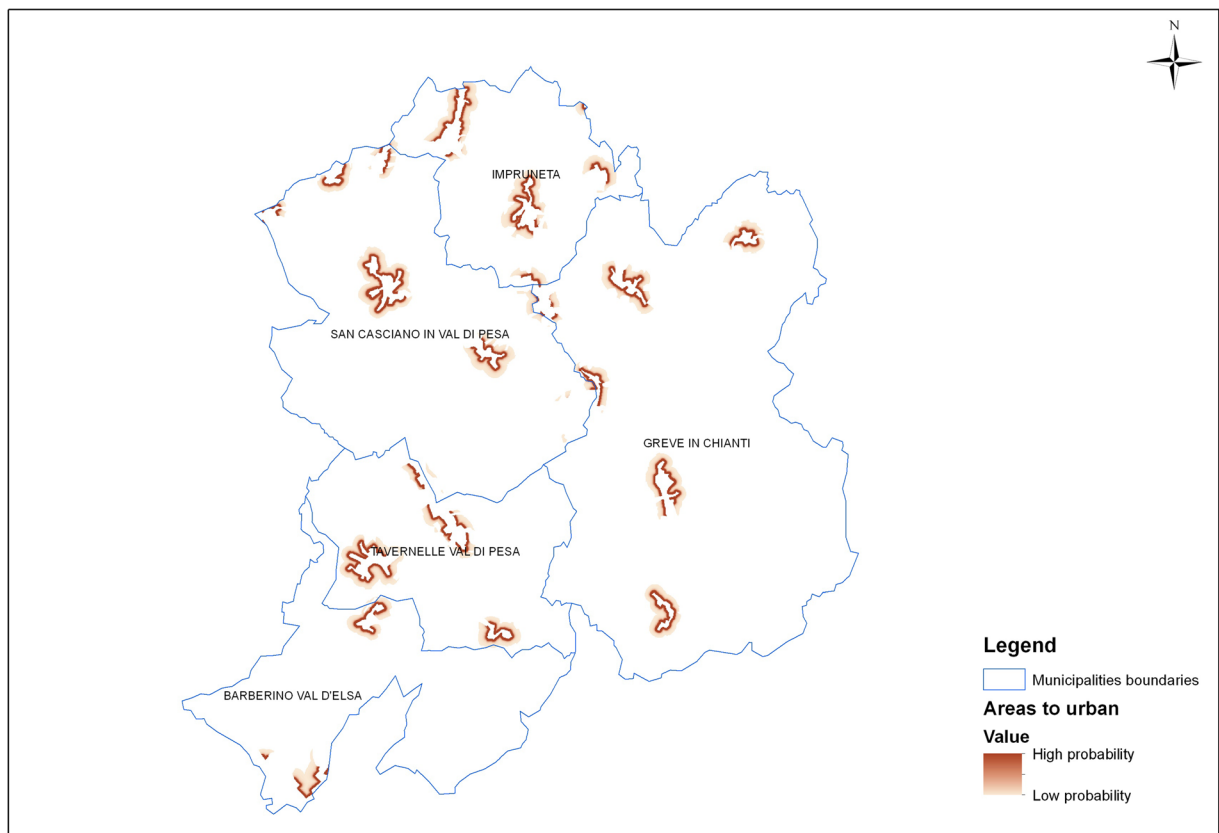 N
IMPRUNETA
SAN CASCIANO IN VAL DI PESA
GREVE IN CHIANTI
TAVERNELLE VAL DI PESA
BARBERINO VAL D'ELSA
Legend
Municipalities boundaries
Areas to urban
Value
High probability
Low probability